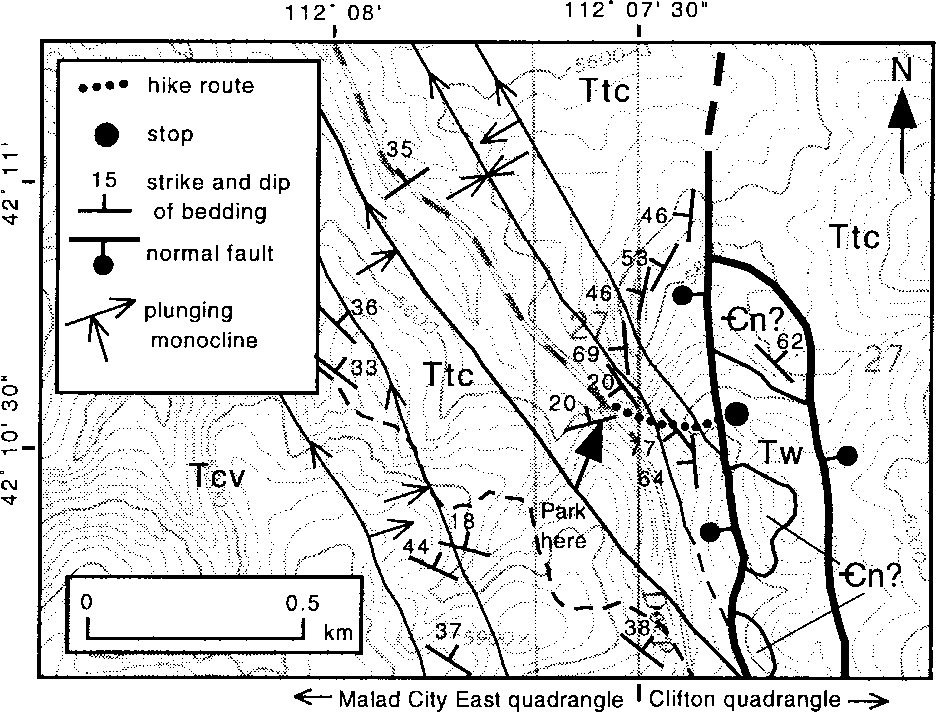 112° 08'
112° 07' 30"
5600
Ttc
N
hike route
stop
15
strike and dip
of bedding
normal fault
plunging
monocline
42° 11'
35
46
Ttc
53
46
36
27
Cn?
62
69
27
33
Ttc
20
20
42° 10' 30"
77
Tw
64
Tcv
Park
here
18
44
Cn?
0
0.5
km
37
38
Malad City East quadrangle
Clifton quadrangle